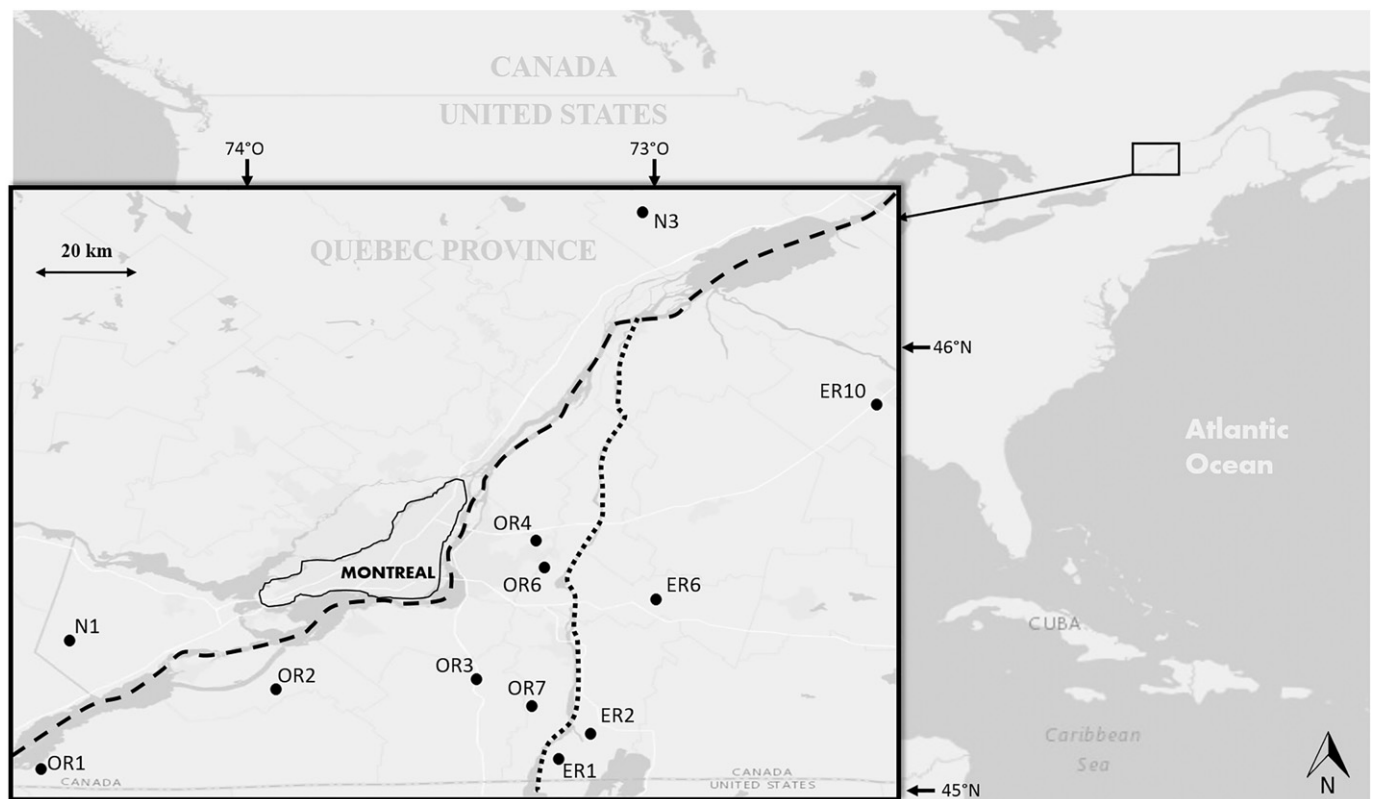 CANADA
UNITED STATES
74°O
73°O
N3
QUEBEC PROVINCE
20 km
46°N
ER10
Atlantic
Ocean
OR4
MONTREAL
OR6
ER6
CUBA
N1
OR3
OR2
OR7
ER2
Caribbean
Sea
OR1
ER1
CANADA
CANADA
UNITED STATES
45°N
N